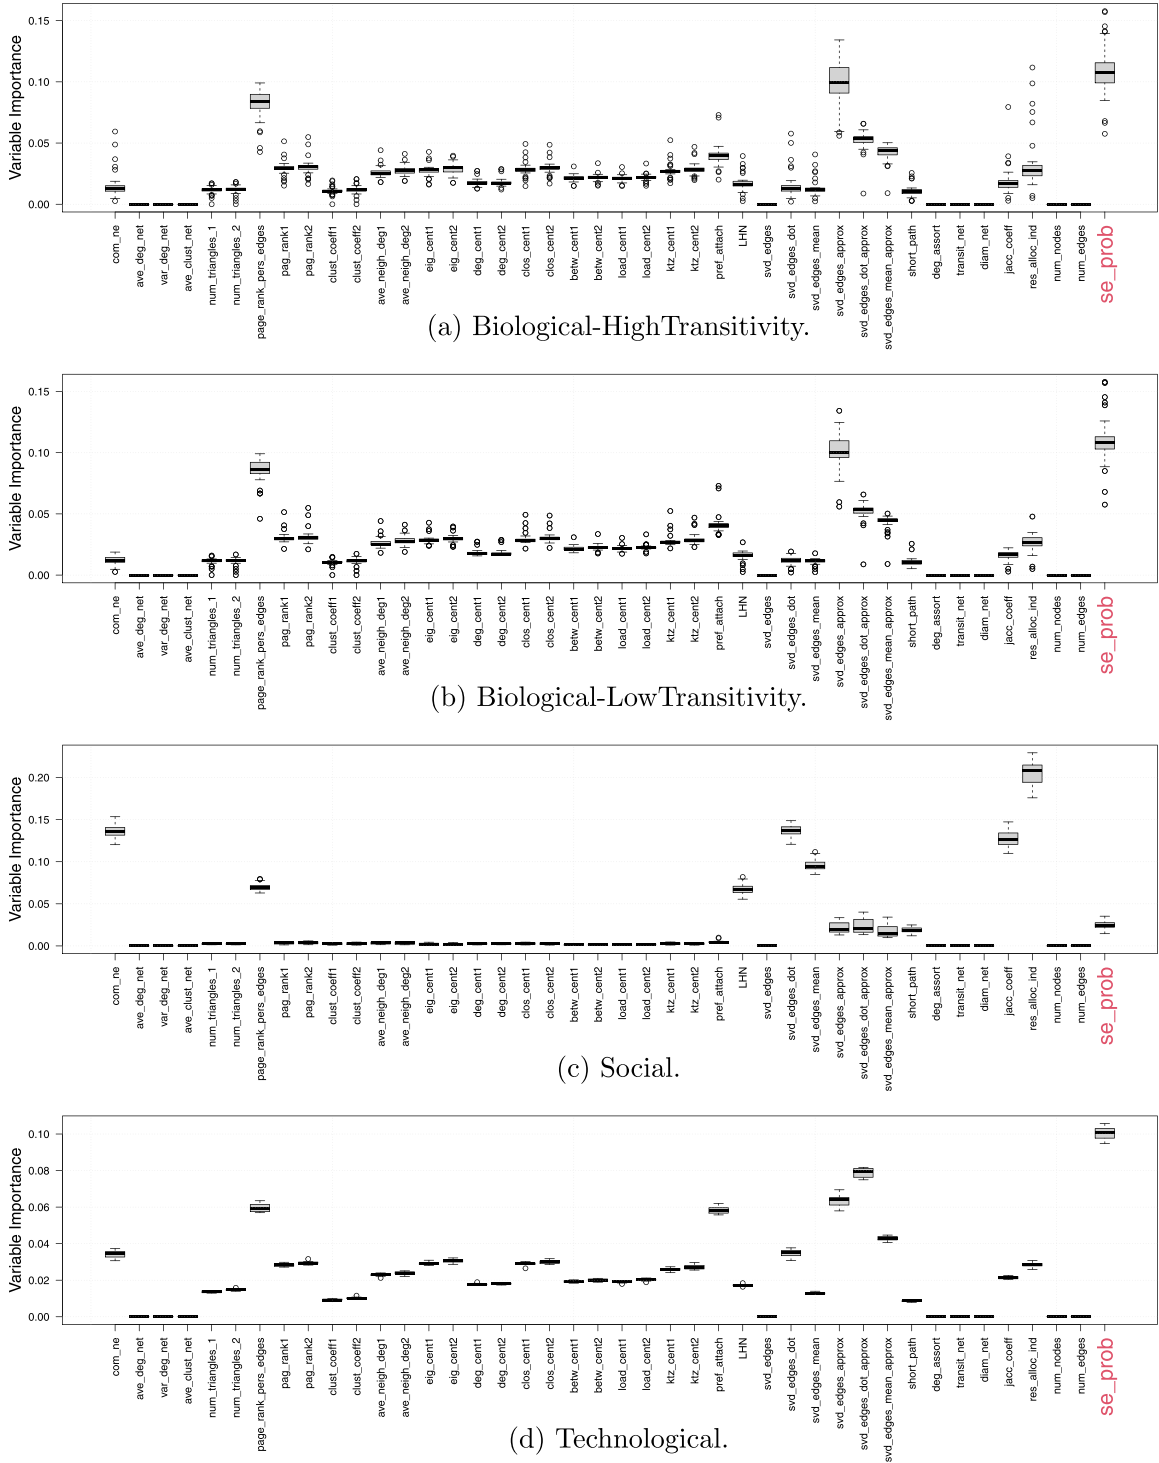 Variable Importance
0.15
0.10
0.05
0.00
com_ne
ave_deg_net
var_deg_net
ave_clust_net
num_triangles_1
num_triangles_2
page_rank_pers_edges
pag_rank1
pag_rank2
clust_coeff1
clust_coeff2
ave_neigh_deg1
ave_neigh_deg2
eig_cent1
eig_cent2
deg_cent1
deg_cent2
clos_cent1
clos_cent2
betw_cent1
betw_cent2
load_cent1
load_cent2
ktz_cent1
ktz_cent2
pref_attach
LHN
svd_edges
svd_edges_dot
svd_edges_mean
svd_edges_approx
svd_edges_dot_approx
svd_edges_mean_approx
short_path
deg_assort
transit_net
diam_net
jacc_coeff
res_alloc_ind
num_nodes
num_edges
se_prob
(a) Biological-HighTransitivity.
Variable Importance
0.15
0.10
0.05
0.00
com_ne
ave_deg_net
var_deg_net
ave_clust_net
num_triangles_1
num_triangles_2
page_rank_pers_edges
pag_rank1
pag_rank2
clust_coeff1
clust_coeff2
ave_neigh_deg1
ave_neigh_deg2
eig_cent1
eig_cent2
deg_cent1
deg_cent2
clos_cent1
clos_cent2
betw_cent1
betw_cent2
load_cent1
load_cent2
ktz_cent1
ktz_cent2
pref_attach
LHN
svd_edges
svd_edges_dot
svd_edges_mean
svd_edges_approx
svd_edges_dot_approx
svd_edges_mean_approx
short_path
deg_assort
transit_net
diam_net
jacc_coeff
res_alloc_ind
num_nodes
num_edges
se_prob
(b) Biological-LowTransitivity.
Variable Importance
0.20
0.15
0.10
0.05
0.00
com_ne
ave_deg_net
var_deg_net
ave_clust_net
num_triangles_1
num_triangles_2
page_rank_pers_edges
pag_rank1
pag_rank2
clust_coeff1
clust_coeff2
ave_neigh_deg1
ave_neigh_deg2
eig_cent1
eig_cent2
deg_cent1
deg_cent2
clos_cent1
clos_cent2
betw_cent1
betw_cent2
load_cent1
load_cent2
ktz_cent1
ktz_cent2
pref_attach
LHN
svd_edges
svd_edges_dot
svd_edges_mean
svd_edges_approx
svd_edges_dot_approx
svd_edges_mean_approx
short_path
deg_assort
transit_net
diam_net
jacc_coeff
res_alloc_ind
num_nodes
num_edges
se_prob
(c) Social.
Variable Importance
0.10
0.08
0.06
0.04
0.02
0.00
com_ne
ave_deg_net
var_deg_net
ave_clust_net
num_triangles_1
num_triangles_2
page_rank_pers_edges
pag_rank1
pag_rank2
clust_coeff1
clust_coeff2
ave_neigh_deg1
ave_neigh_deg2
eig_cent1
eig_cent2
deg_cent1
deg_cent2
clos_cent1
clos_cent2
betw_cent1
betw_cent2
load_cent1
load_cent2
ktz_cent1
ktz_cent2
pref_attach
LHN
svd_edges
svd_edges_dot
svd_edges_mean
svd_edges_approx
svd_edges_dot_approx
svd_edges_mean_approx
short_path
deg_assort
transit_net
diam_net
jacc_coeff
res_alloc_ind
num_nodes
num_edges
se_prob
(d) Technological.